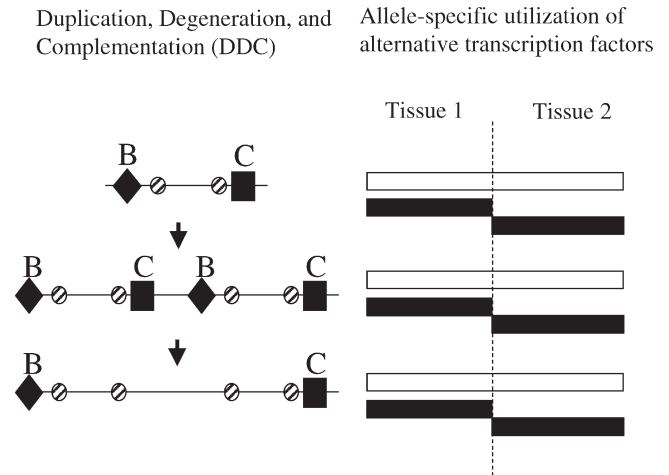 Duplication, Degeneration, and
Complementation (DDC)
Allele-specific utilization of
alternative transcription factors
Tissue 1
Tissue 2
B
C
B
C
B
C
B
C